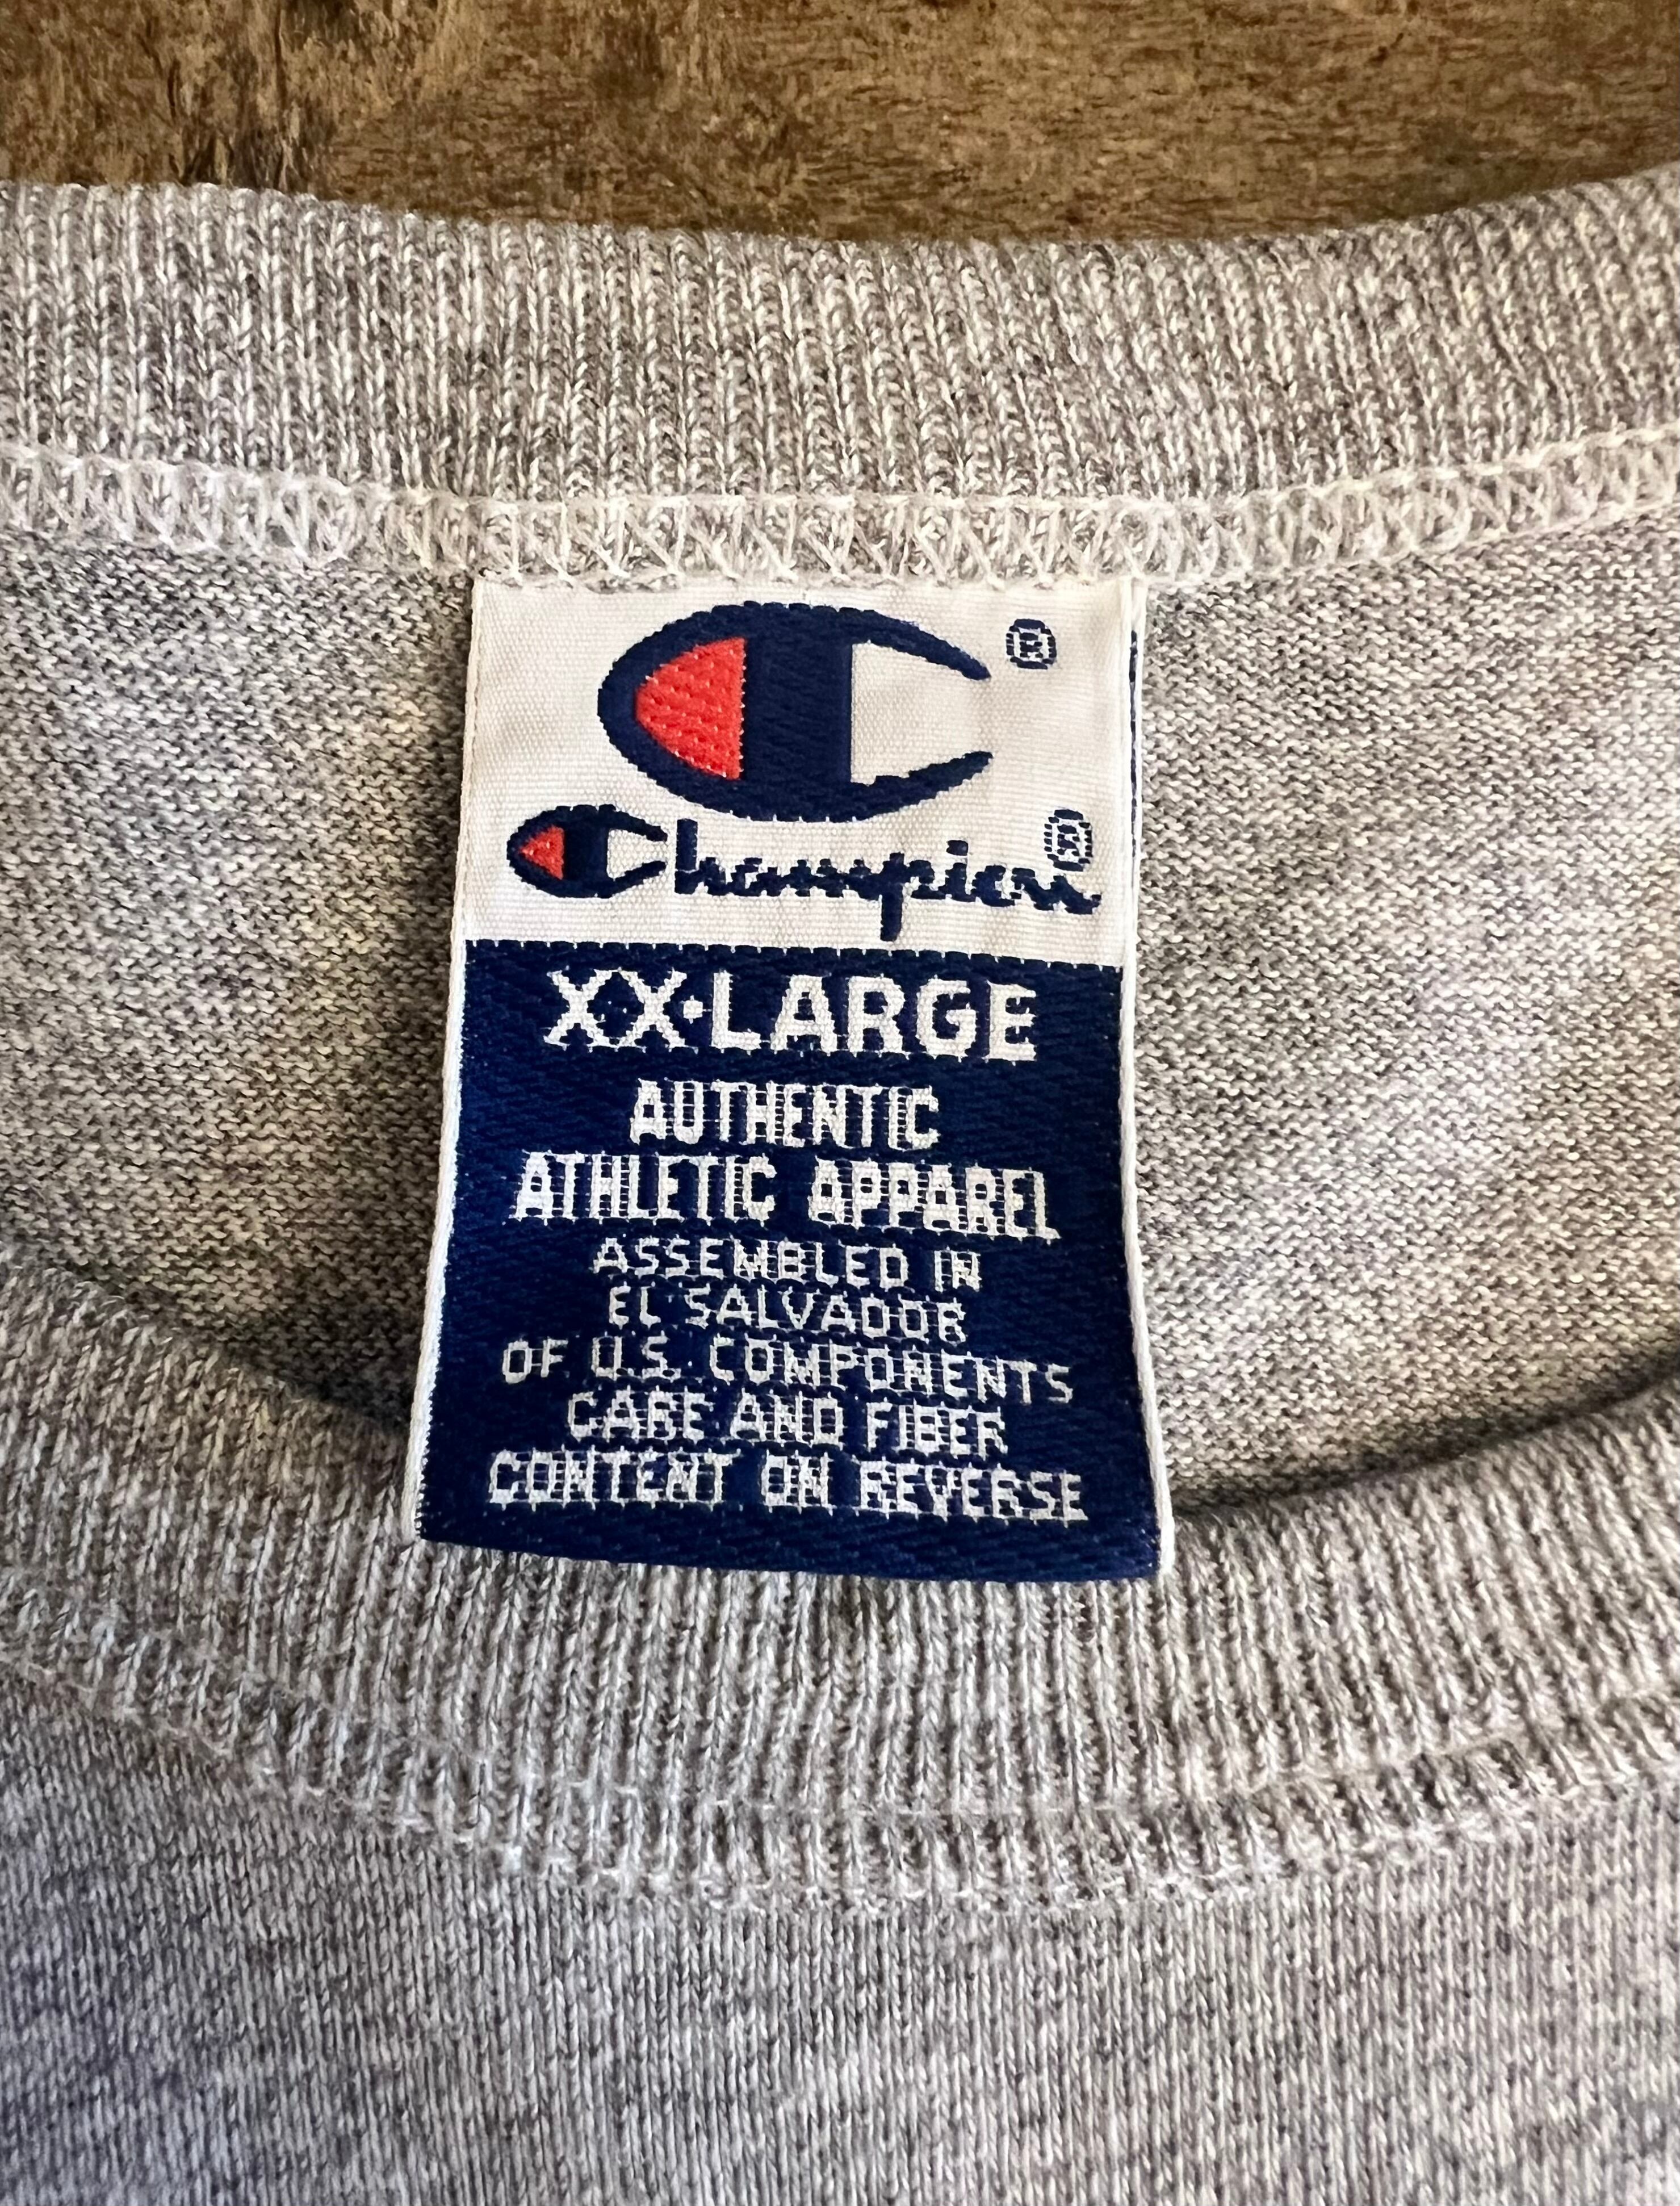 ®
Champion®
XX-LARGE
AUTHENTIC
ATHLETIC APPAREL
ASSEMBLED IN
EL SALVADOR
OF U.S. COMPONENTS
CARE AND FIBER
CONTENT ON REVERSE